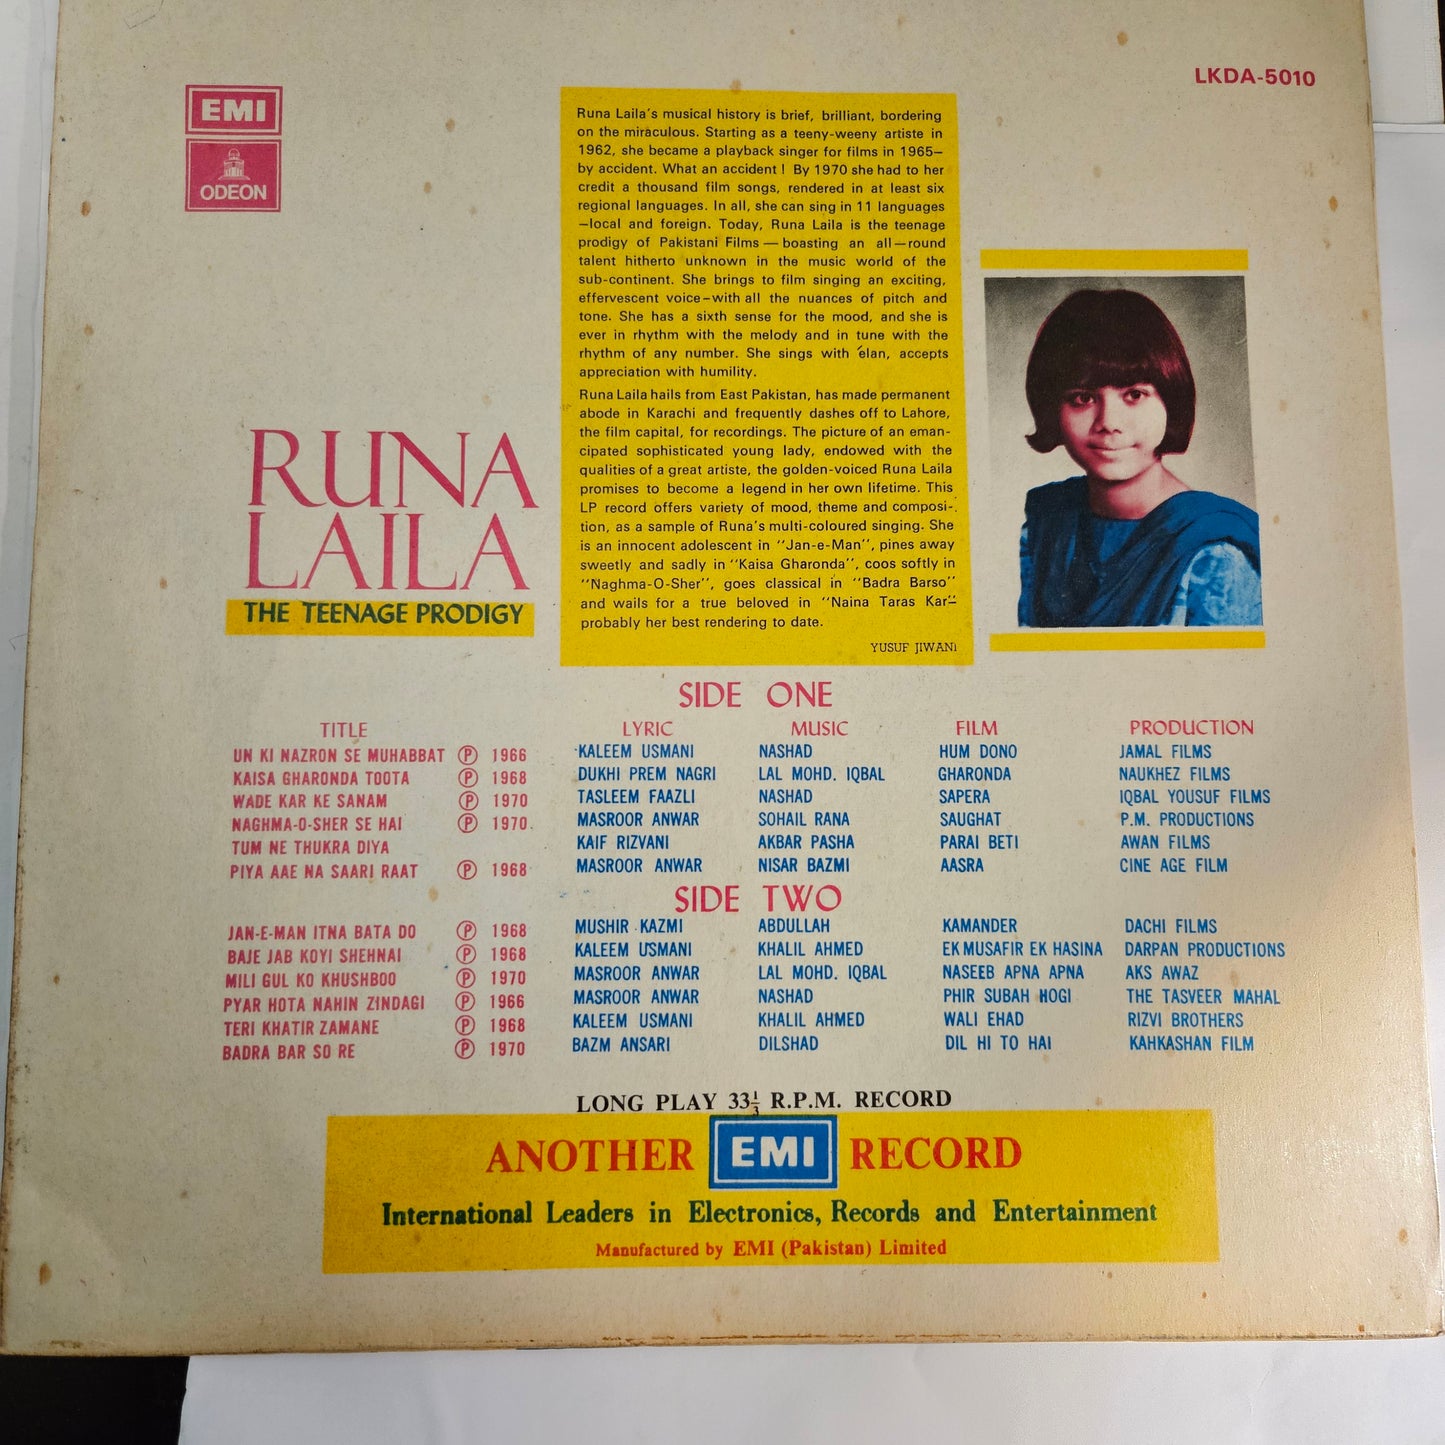 LKDA-5010
EMI
ODEON
Runa Laila's musical history is brief, brilliant, bordering
on the miraculous. Starting as a teeny-weeny artiste in
1962, she became a playback singer for films in 1965—
by accident. What an accident ! By 1970 she had to her
credit a thousand film songs, rendered in at least six
regional languages. In all, she can sing in 11 languages
—local and foreign. Today, Runa Laila is the teenage
prodigy of Pakistani Films — boasting an all—round
talent hitherto unknown in the music world of the
sub-continent. She brings to film singing an exciting,
effervescent voice–with all the nuances of pitch and
tone. She has a sixth sense for the mood, and she is
ever in rhythm with the melody and in tune with the
rhythm of any number. She sings with élan, accepts
appreciation with humility.
Runa Laila hails from East Pakistan, has made permanent
abode in Karachi and frequently dashes off to Lahore,
the film capital, for recordings. The picture of an eman-
cipated sophisticated young lady, endowed with the
qualities of a great artiste, the golden-voiced Runa Laila
promises to become a legend in her own lifetime. This
LP record offers variety of mood, theme and composi-
tion, as a sample of Runa's multi-coloured singing. She
is an innocent adolescent in "Jan-e-Man", pines away
sweetly and sadly in "Kaisa Gharonda", coos softly in
"Naghma-O-Sher", goes classical in "Badra Barso"
and wails for a true beloved in "Naina Taras Kar"–
probably her best rendering to date.
YUSUF JIWANI
RUNA
LAILA
THE TEENAGE PRODIGY
SIDE ONE
TITLE LYRIC MUSIC FILM PRODUCTION
UN KI NAZRON SE MUHABBAT ℗ 1966 KALEEM USMANI NASHAD HUM DONO JAMAL FILMS
KAISA GHARONDA TOOTA ℗ 1968 DUKHI PREM NAGRI LAL MOHD. IQBAL GHARONDA NAUKHEZ FILMS
WADE KAR KE SANAM ℗ 1970 TASLEEM FAAZLI NASHAD SAPERA IQBAL YOUSUF FILMS
NAGHMA-O-SHER SE HAI ℗ 1970 MASROOR ANWAR SOHAIL RANA SAUGHAT P.M. PRODUCTIONS
TUM NE THUKRA DIYA KAIF RIZVANI AKBAR PASHA PARAI BETI AWAN FILMS
PIYA AAE NA SAARI RAAT ℗ 1968 MASROOR ANWAR NISAR BAZMI AASRA CINE AGE FILM
SIDE TWO
JAN-E-MAN ITNA BATA DO ℗ 1968 MUSHIR KAZMI ABDULLAH KAMANDER DACHI FILMS
BAJE JAB KOYI SHEHNAI ℗ 1968 KALEEM USMANI KHALIL AHMED EK MUSAFIR EK HASINA DARPAN PRODUCTIONS
MILI GUL KO KHUSHBOO ℗ 1970 MASROOR ANWAR LAL MOHD. IQBAL NASEEB APNA APNA AKS AWAZ
PYAR HOTA NAHIN ZINDAGI ℗ 1966 MASROOR ANWAR NASHAD PHIR SUBAH HOGI THE TASVEER MAHAL
TERI KHATIR ZAMANE ℗ 1968 KALEEM USMANI KHALIL AHMED WALI EHAD RIZVI BROTHERS
BADRA BAR SO RE ℗ 1970 BAZM ANSARI DILSHAD DIL HI TO HAI KAHKASHAN FILM
LONG PLAY 33⅓ R.P.M. RECORD
ANOTHER EMI RECORD
International Leaders in Electronics, Records and Entertainment
Manufactured by EMI (Pakistan) Limited